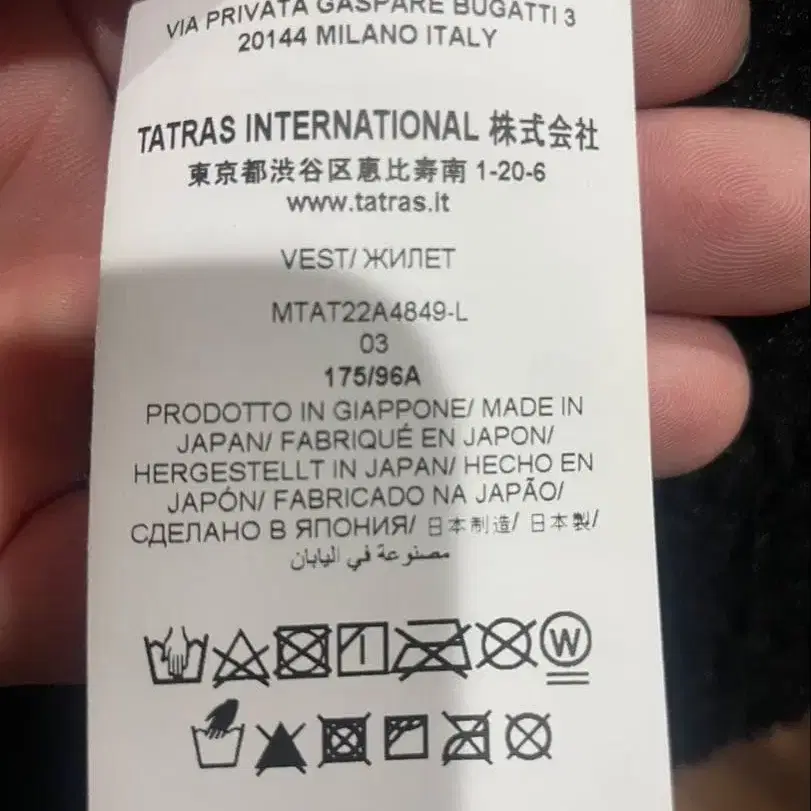 VIA PRIVATA GASPARE BUGATTI 3
20144 MILANO ITALY
TATRAS INTERNATIONAL 株式会社
東京都渋谷区恵比寿南 1-20-6
www.tatras.it
VEST/ ЖИЛЕТ
MTAT22A4849-L
03
175/96A
PRODOTTO IN GIAPPONE/ MADE IN
JAPAN/ FABRIQUÉ EN JAPON/
HERGESTELLT IN JAPAN/ HECHO EN
JAPÓN/ FABRICADO NA JAPÃO/
СДЕЛАНО В ЯПОНИЯ/ 日本制造/ 日本製/
مصنوعة في اليابان
W